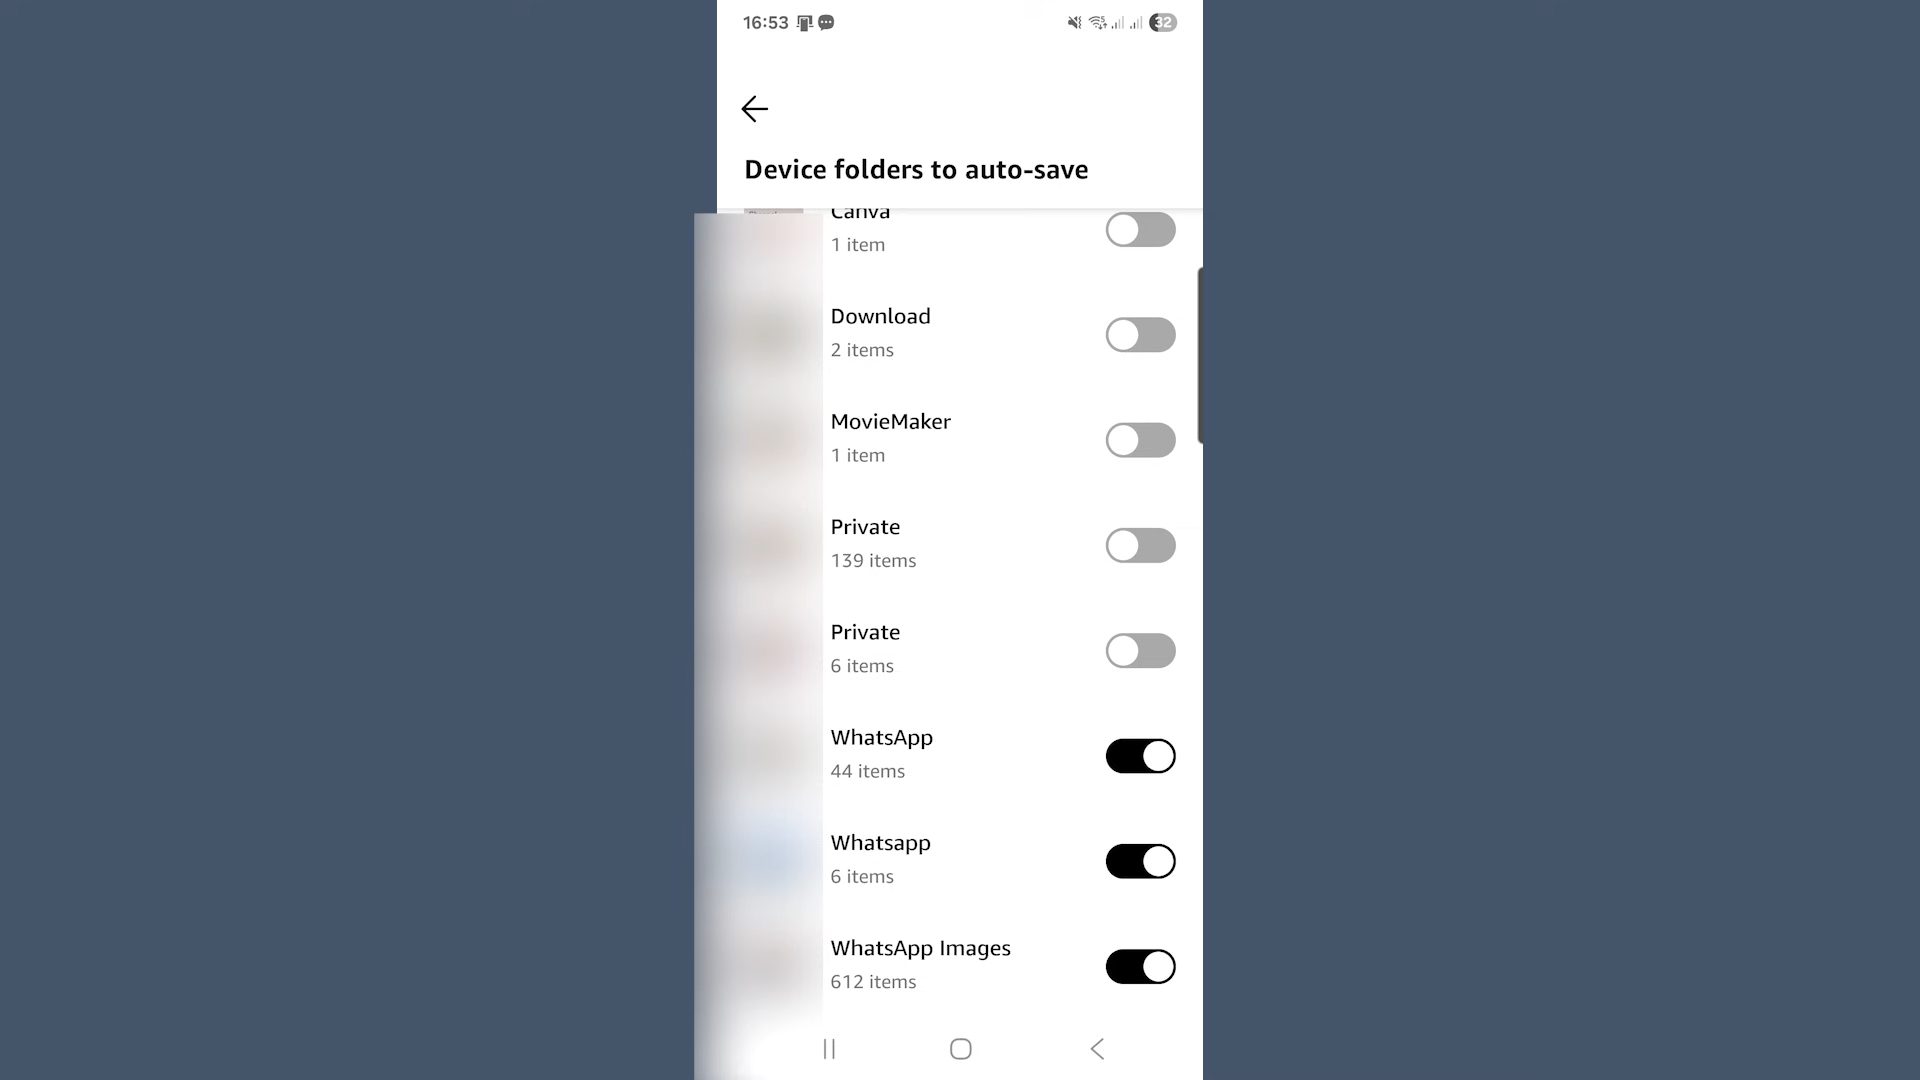 16:53
32
Device folders to auto-save
Canva
1 item
Download
2 items
MovieMaker
1 item
Private
139 items
Private
6 items
WhatsApp
44 items
Whatsapp
6 items
WhatsApp Images
612 items